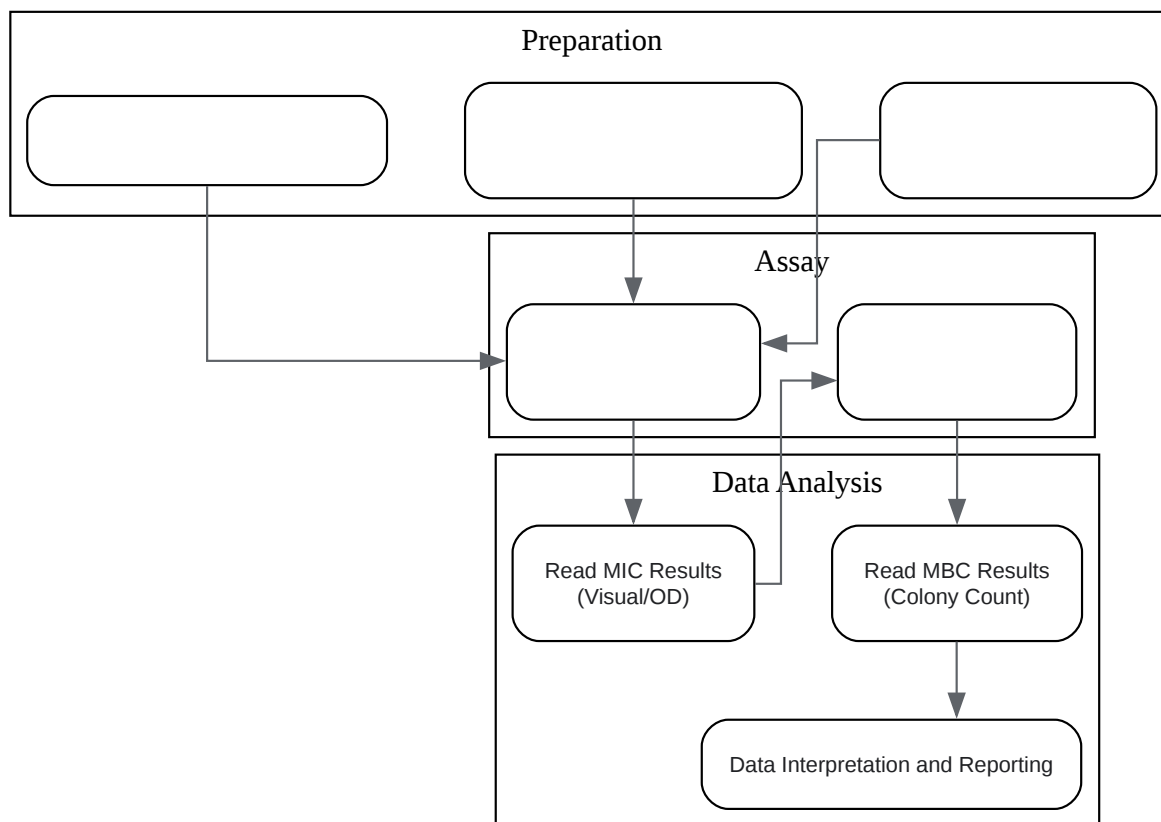 Preparation
Assay
Data Analysis
Read MIC Results
(Visual/OD)
Read MBC Results
(Colony Count)
Data Interpretation and Reporting